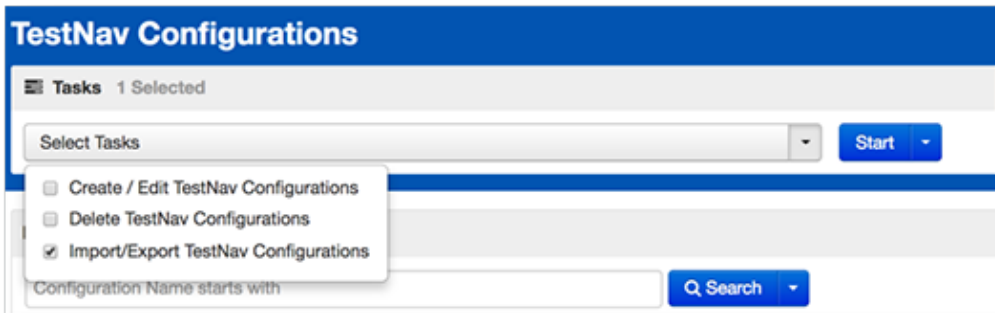 TestNav Configurations
Tasks 1 Selected
Select Tasks
Start
Create / Edit TestNav Configurations
Delete TestNav Configurations
Import/Export TestNav Configurations
Configuration Name starts with
Search